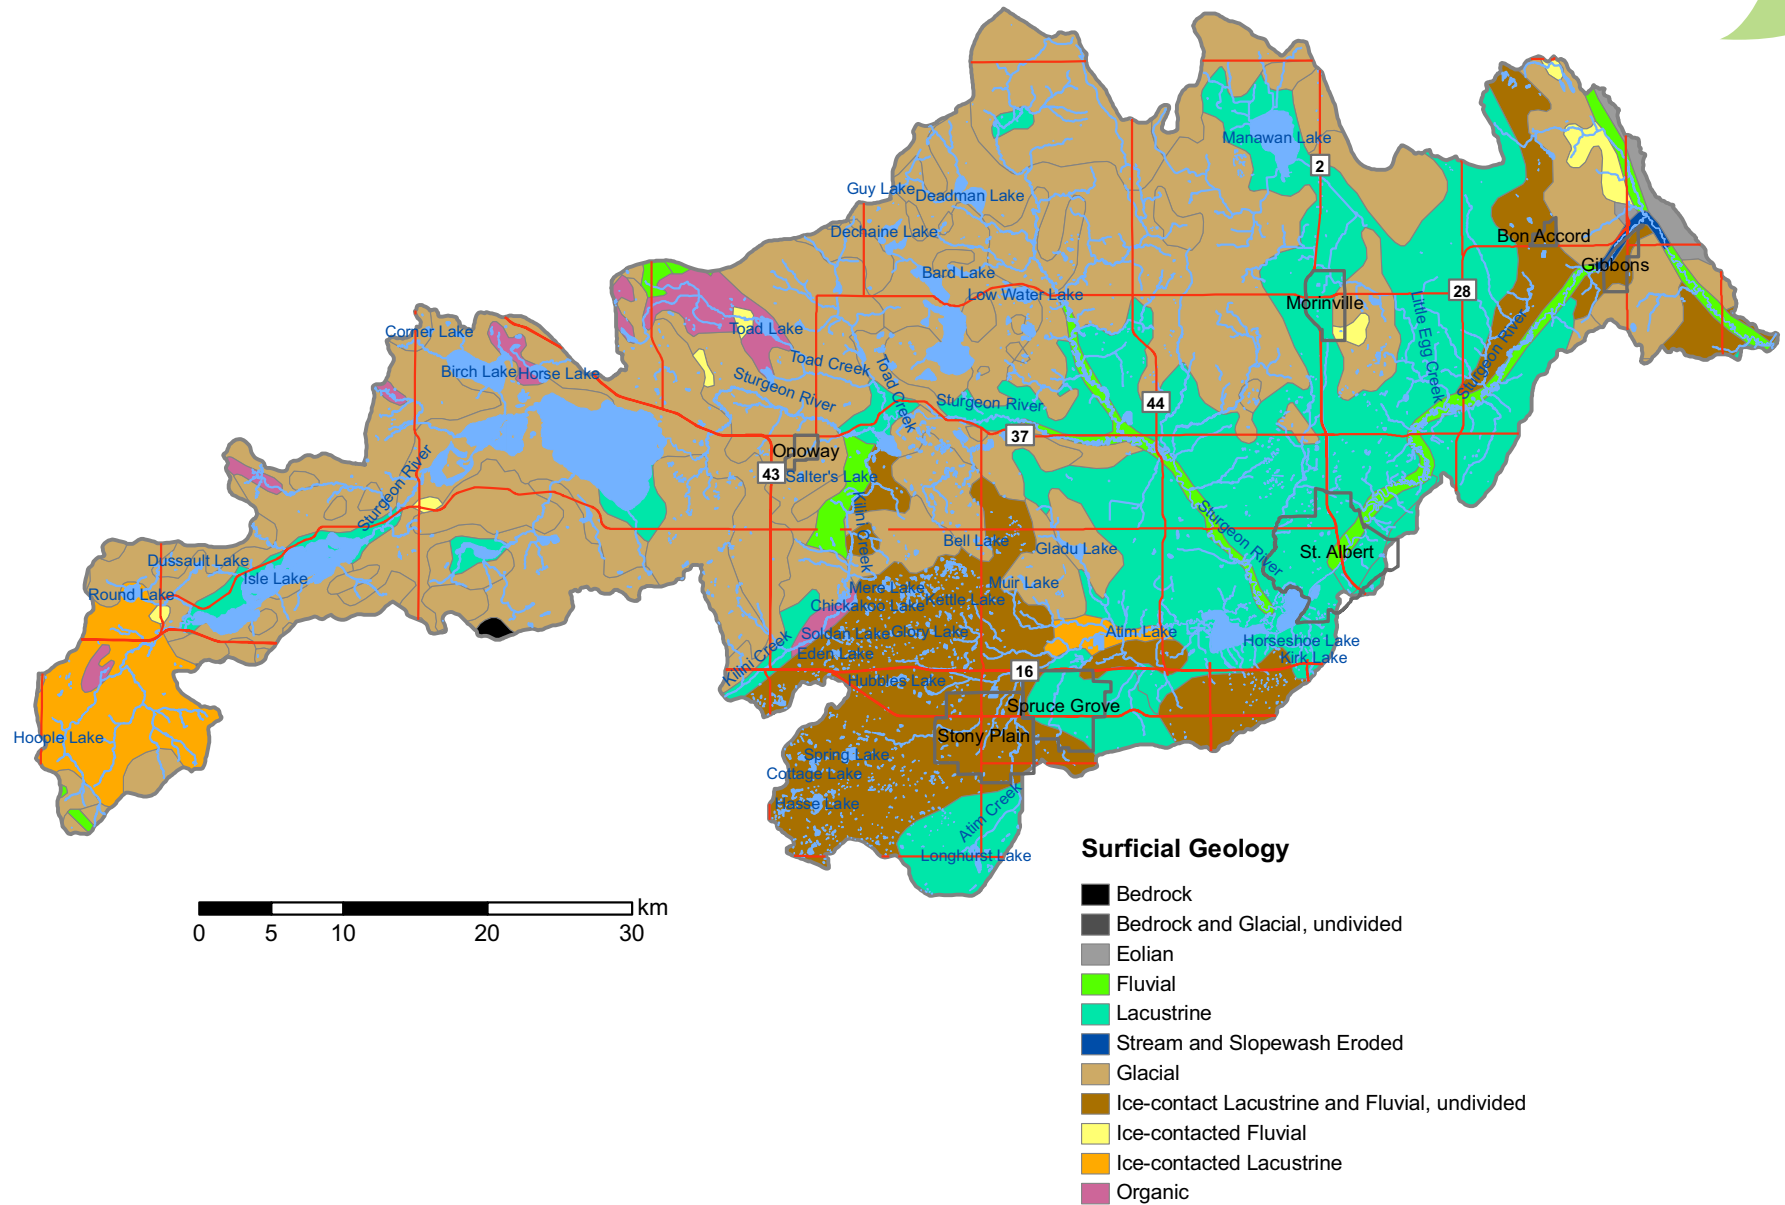 Manawan Lake
2
Guy Lake
Deadman Lake
Dechaine Lake
Bon Accord
Gibbons
Bard Lake
Low Water Lake
28
Morinville
Little Egg Creek
Sturgeon River
Corner Lake
Toad Lake
Birch Lake
Horse Lake
Toad Creek
Toad Creek
Sturgeon River
Sturgeon River
44
37
Onoway
43
Salter's Lake
Sturgeon River
Kilini Creek
Sturgeon River
St. Albert
Bell Lake
Gladu Lake
Dussault Lake
Isle Lake
Round Lake
Mere Lake
Muir Lake
Chickakoo Lake
Kettle Lake
Soldan Lake
Glory Lake
Atim Lake
Horseshoe Lake
Kirk Lake
Eden Lake
Kilini Creek
16
Hubbles Lake
Spruce Grove
Stony Plain
Hoople Lake
Spring Lake
Cottage Lake
Hasse Lake
Atim Creek
Longhurst Lake
Surficial Geology
Bedrock
Bedrock and Glacial, undivided
Eolian
Fluvial
Lacustrine
Stream and Slopewash Eroded
Glacial
Ice-contact Lacustrine and Fluvial, undivided
Ice-contacted Fluvial
Ice-contacted Lacustrine
Organic
km
0 5 10 20 30